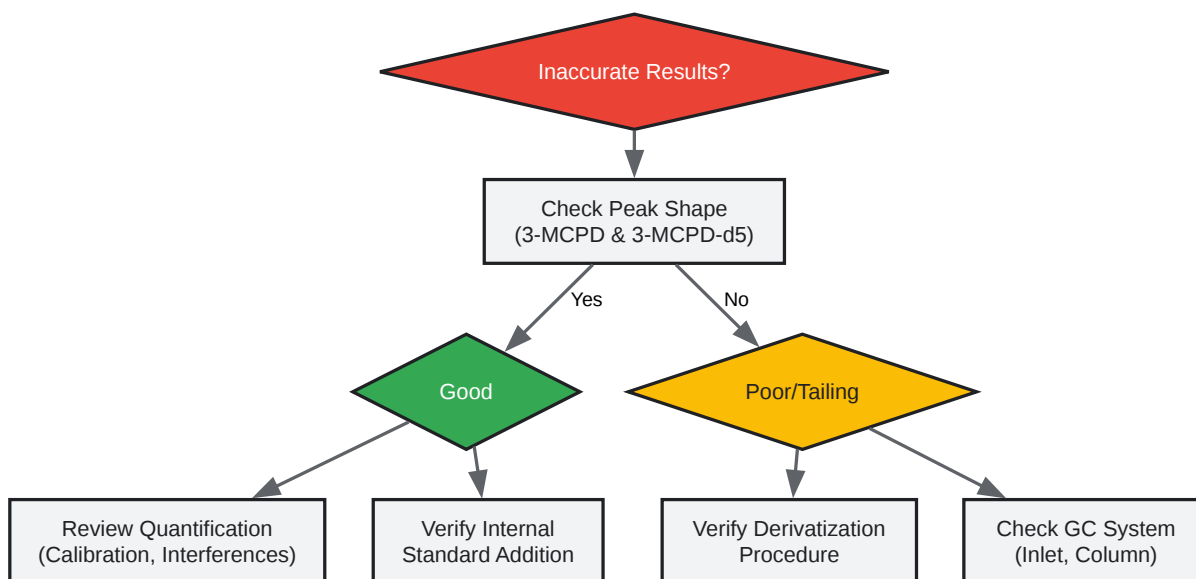 Inaccurate Results?
Check Peak Shape
(3-MCPD & 3-MCPD-d5)
Yes
No
Good
Poor/Tailing
Review Quantification
(Calibration, Interferences)
Verify Internal
Standard Addition
Verify Derivatization
Procedure
Check GC System
(Inlet, Column)